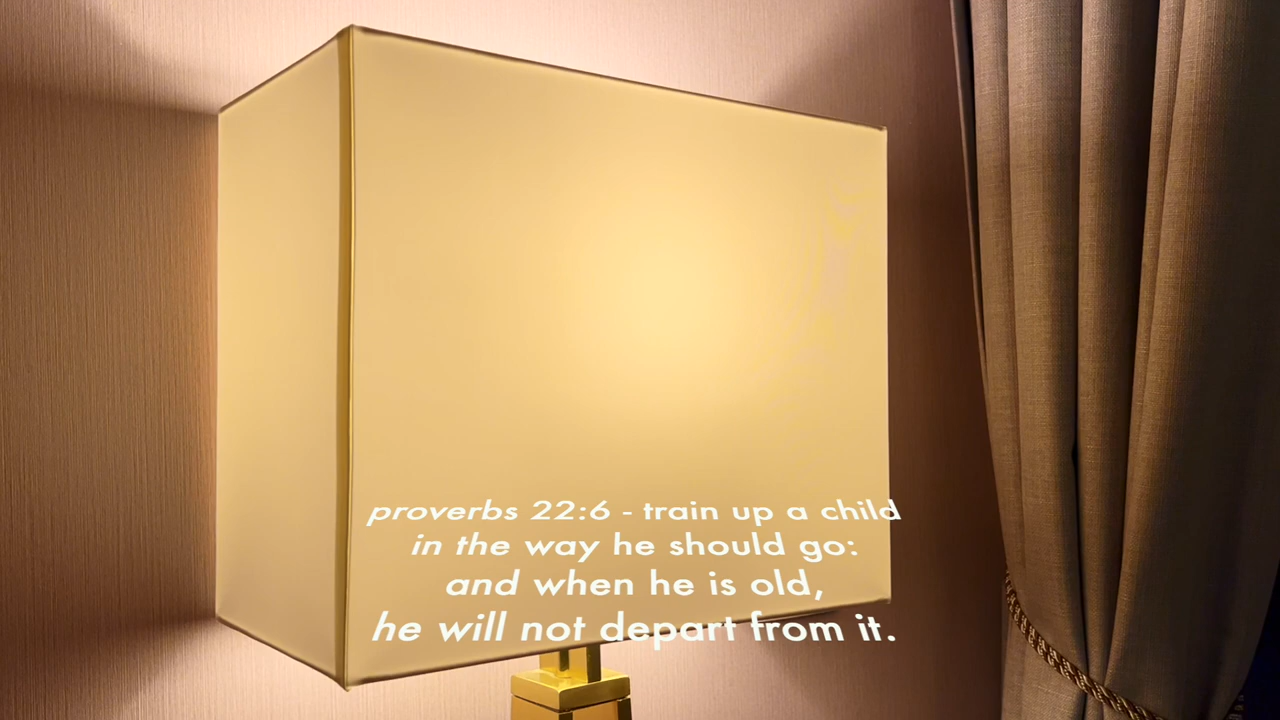 proverbs 22:6 - train up a child
in the way he should go:
and when he is old,
he will not depart from it.